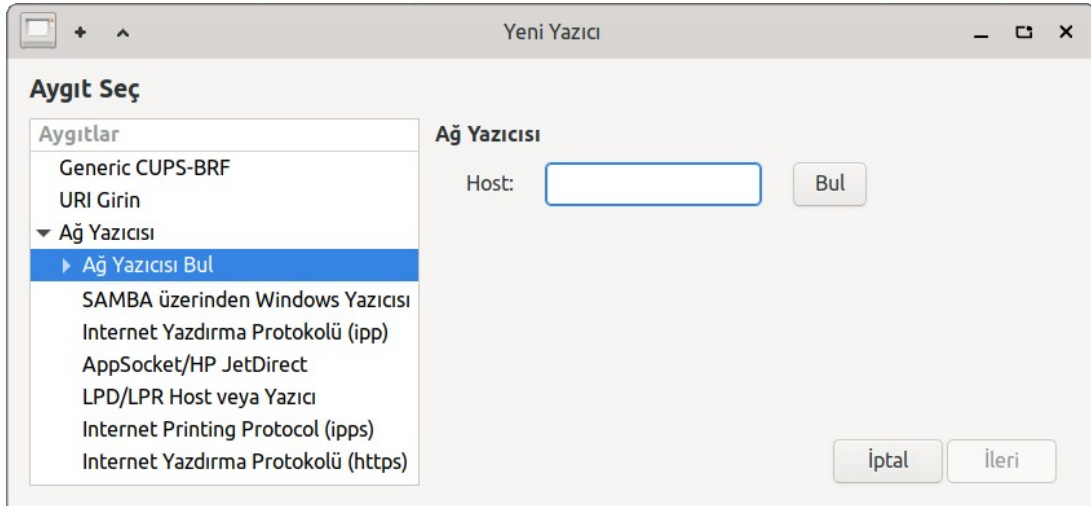 Yeni Yazıcı
Aygıt Seç
Aygıtlar
Generic CUPS-BRF
URI Girin
Ağ Yazıcısı
Ağ Yazıcısı Bul
SAMBA üzerinden Windows Yazıcısı
Internet Yazdırma Protokolü (ipp)
AppSocket/HP JetDirect
LPD/LPR Host veya Yazıcı
Internet Printing Protocol (ipps)
Internet Yazdırma Protokolü (https)
Ağ Yazıcısı
Host:
Bul
İptal
İleri